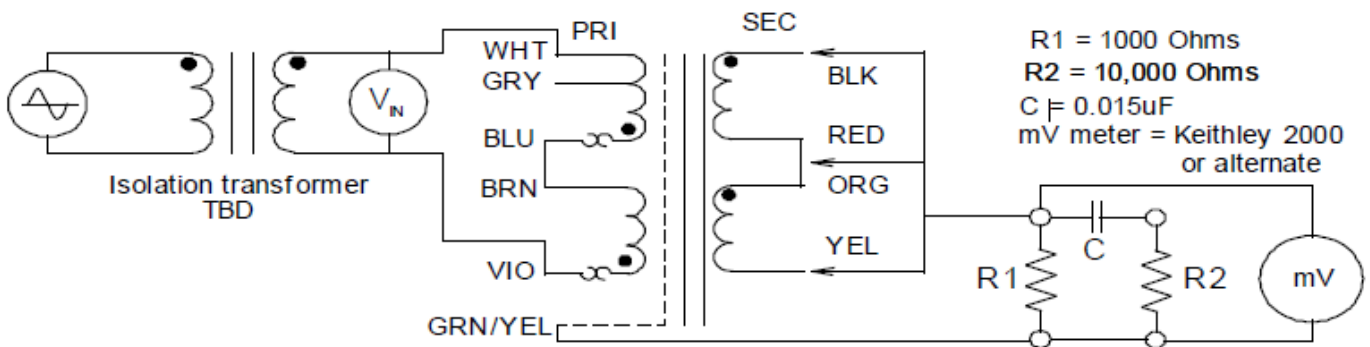 PRI
SEC
WHT
GRY
BLU
BRN
VIO
GRN/YEL
V IN
Isolation transformer
TBD
BLK
RED
ORG
YEL
R1 = 1000 Ohms
R2 = 10,000 Ohms
C = 0.015uF
mV meter = Keithley 2000
or alternate
C
R1
R2
mV